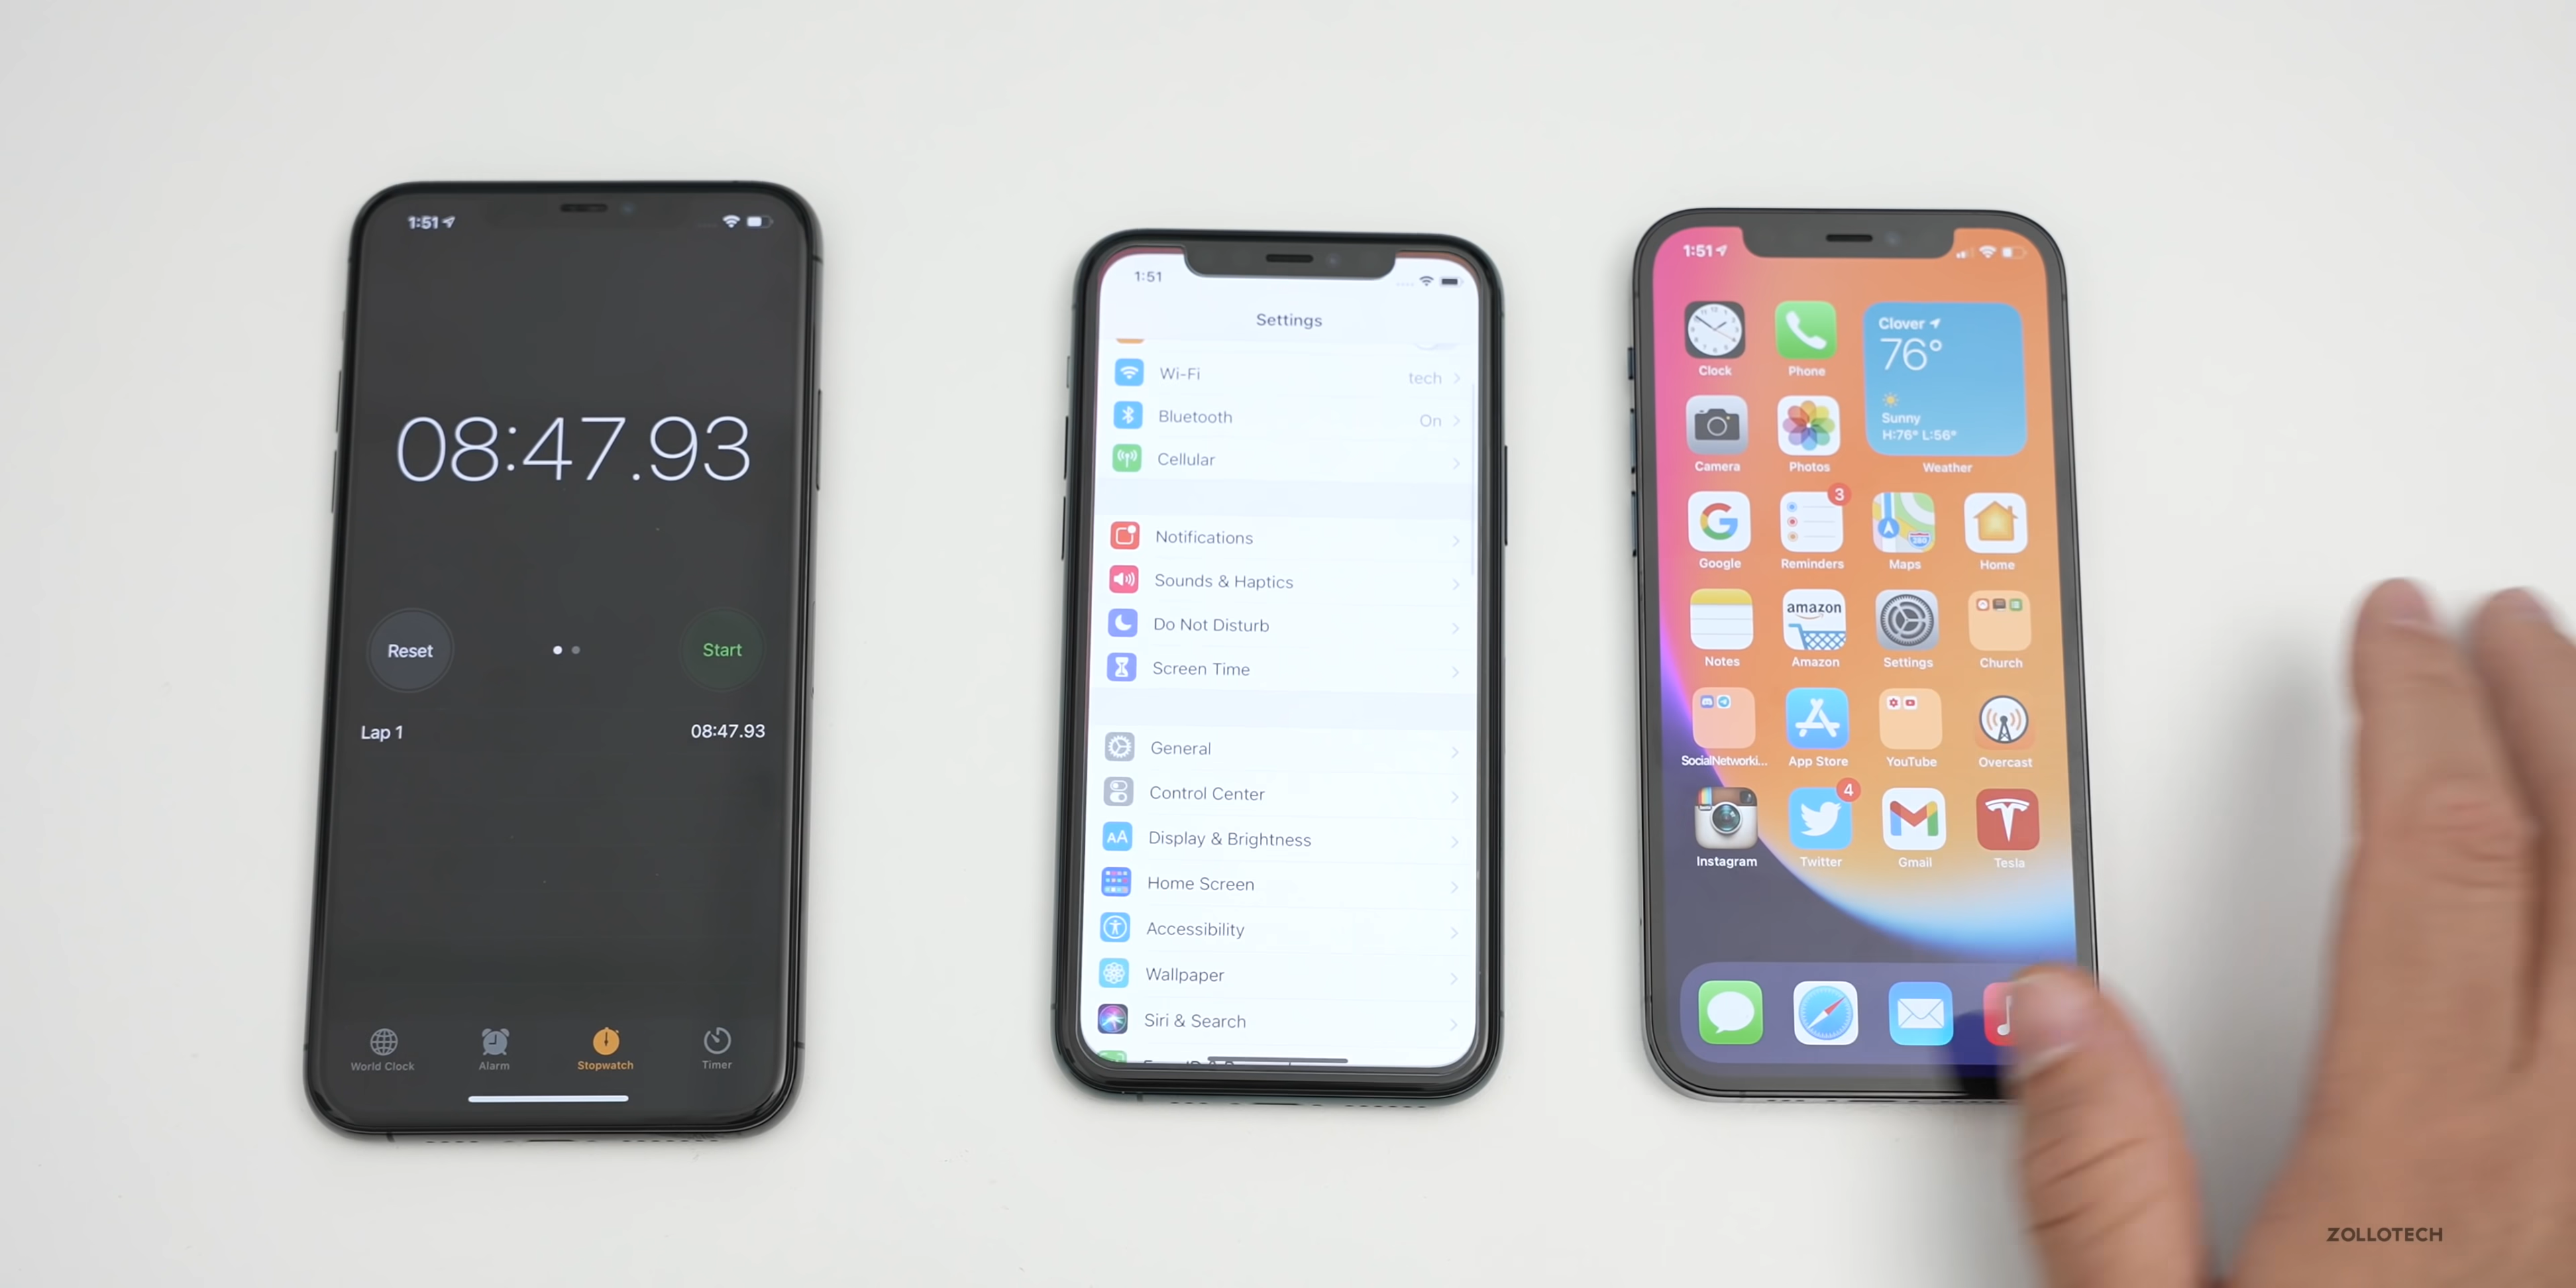 1:51
08:47.93
Reset
Start
Lap 1
08:47.93
World Clock
Alarm
Stopwatch
Timer
1:51
Settings
Wi-Fi
tech
Bluetooth
On
Cellular
Notifications
Sounds & Haptics
Do Not Disturb
Screen Time
General
Control Center
AA
Display & Brightness
Home Screen
Accessibility
Wallpaper
Siri & Search
1:51
Clover
76°
Sunny
H:76° L:56°
Clock
Phone
Weather
Camera
Photos
G
3
280
Google
Reminders
Maps
Home
amazon
Notes
Amazon
Settings
Church
SocialNetworki...
App Store
YouTube
Overcast
4
Instagram
Twitter
Gmail
Tesla
ZOLLOTECH